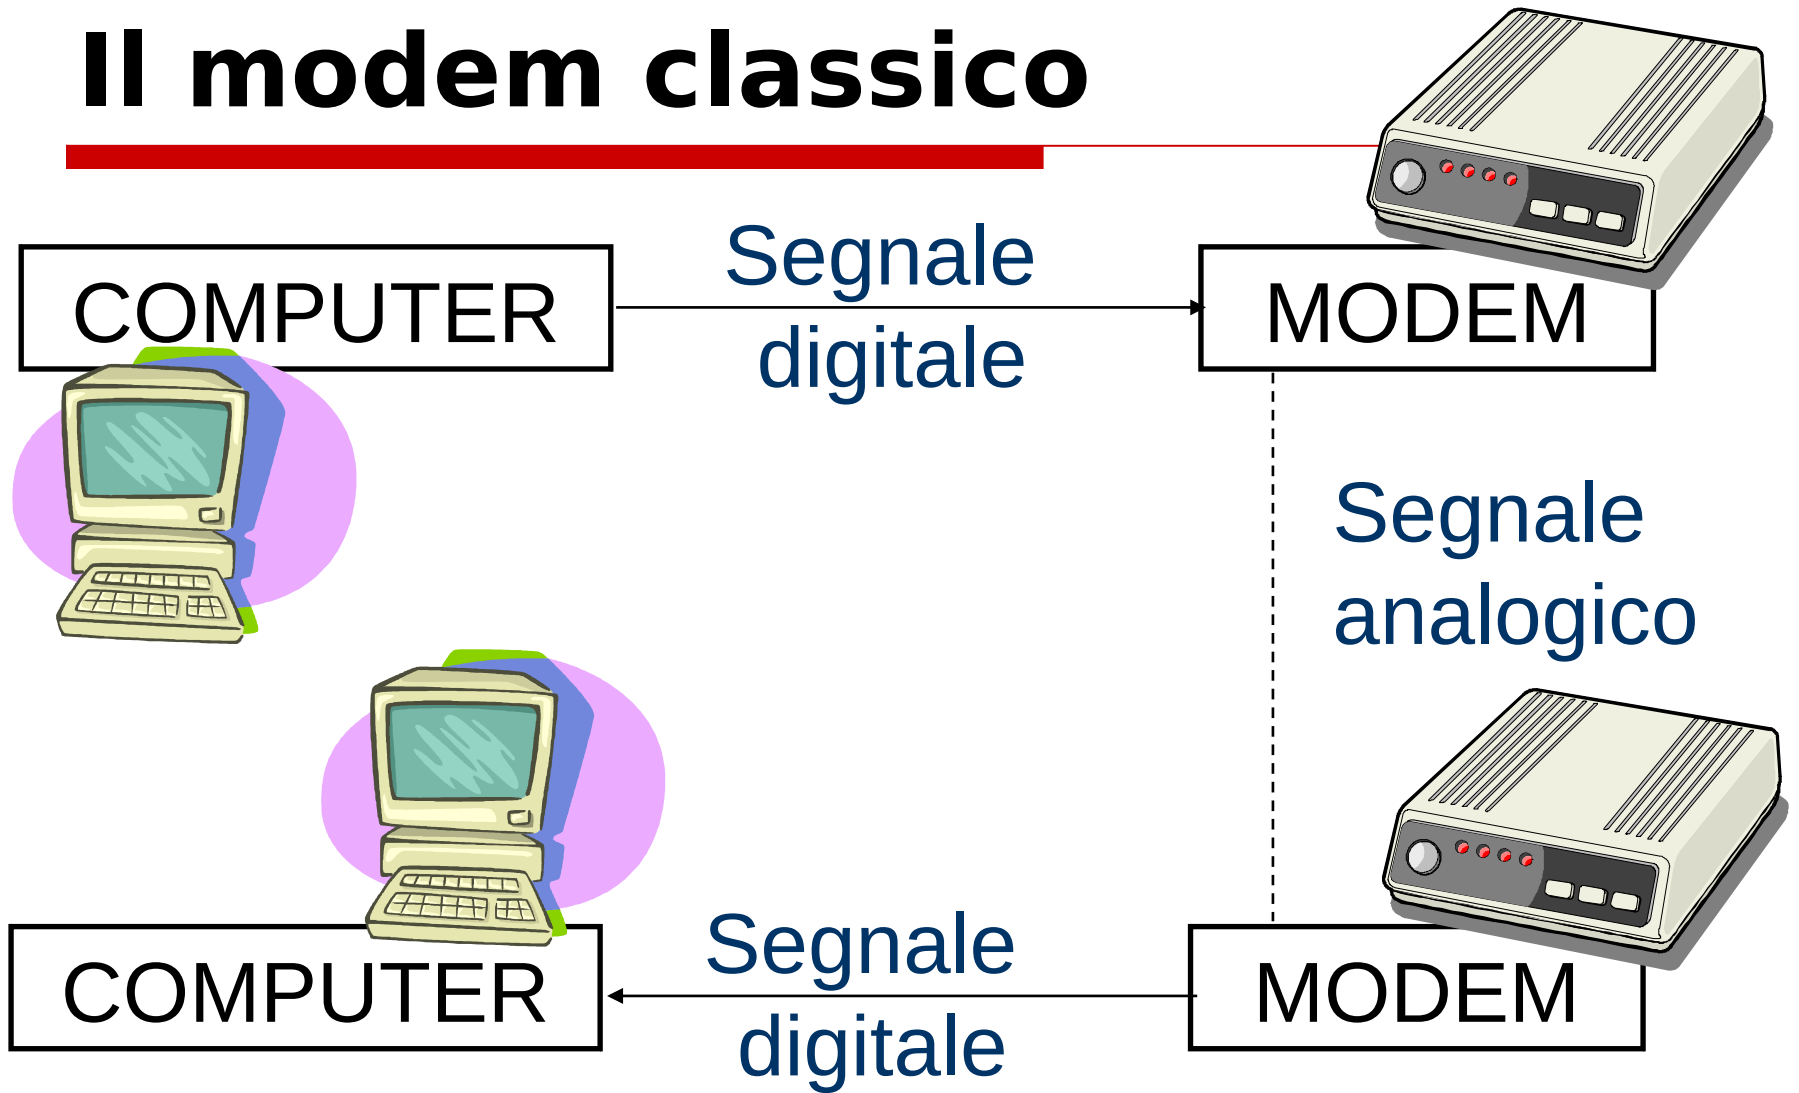 Il modem classico
COMPUTER
Segnale
digitale
MODEM
Segnale
analogico
COMPUTER
Segnale
digitale
MODEM